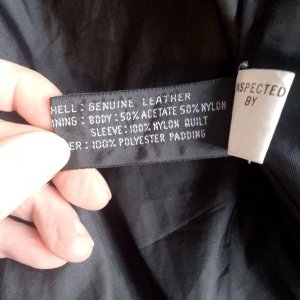 HELL: GENUINE LEATHER
NING: BODY: 50% ACETATE 50% NYLON
SLEEVE: 100% NYLON QUILT
ER: 100% POLYESTER PADDING
NSPECTED
BY